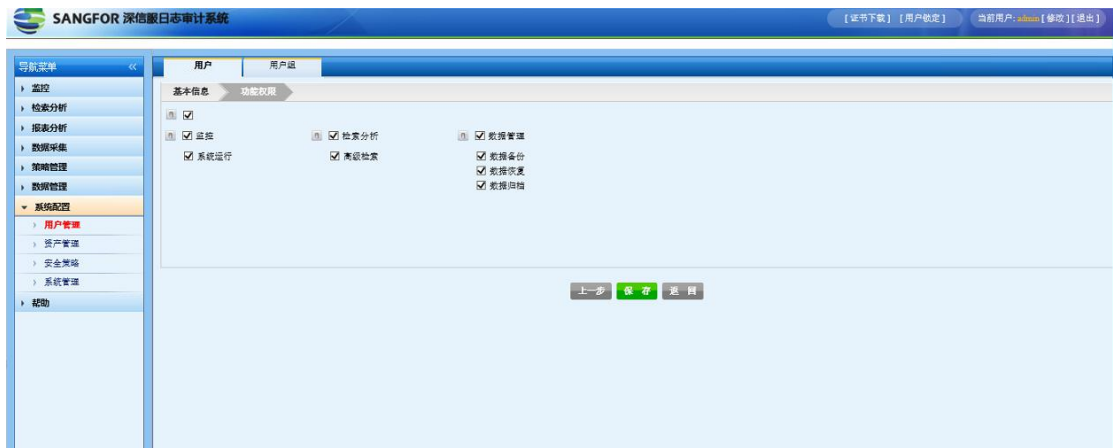 SANGFOR 深信服日志审计系统
[证书下载] [用户锁定] 当前用户:admin[修改][退出]
导航菜单 «
用户 用户组
监控
检索分析
报表分析
数据采集
策略管理
数据管理
系统配置
用户管理
资产管理
安全策略
系统管理
帮助
基本信息 功能权限
监控 检索分析 数据管理
系统运行 高级检索 数据备份
数据恢复
数据归档
上一步 保存 返回